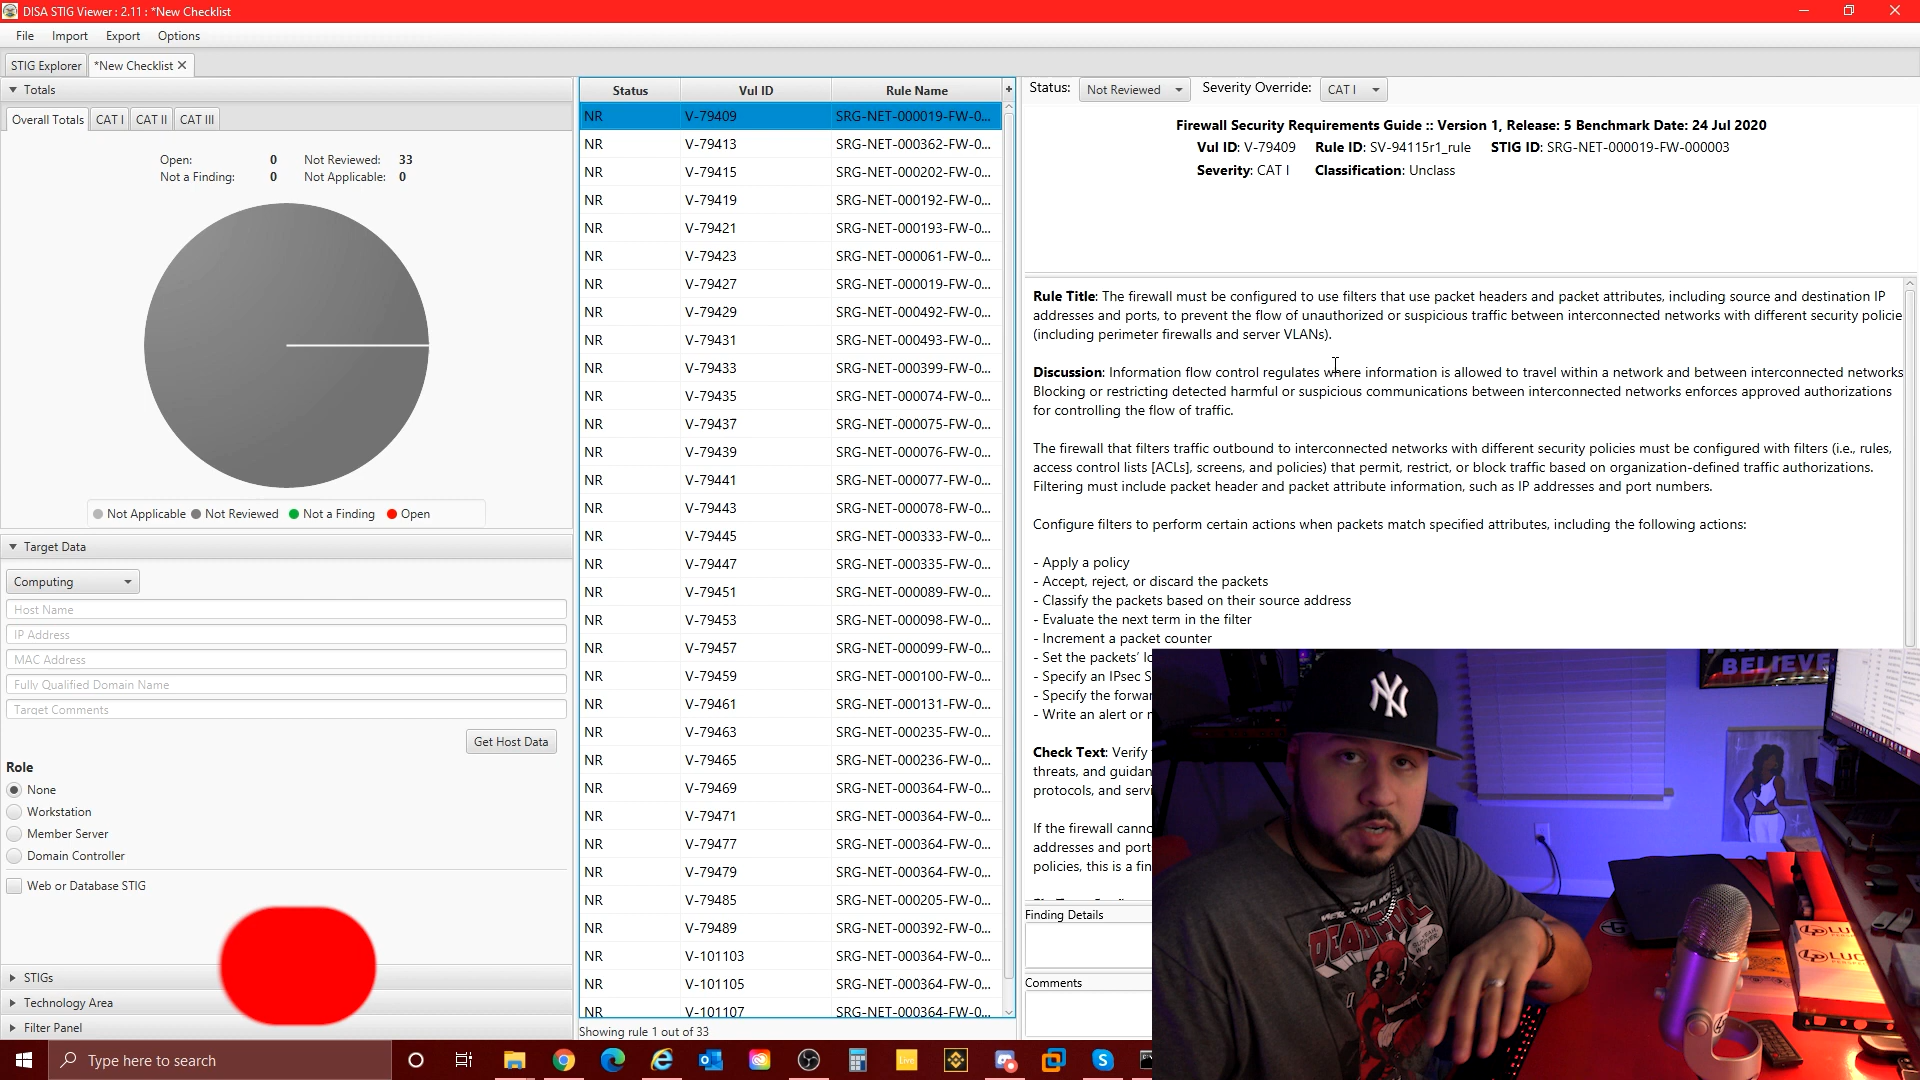 DISA STIG Viewer : 2.11 : *New Checklist
File Import Export Options
STIG Explorer *New Checklist
Totals
Overall Totals CAT I CAT II CAT III
Open: 0 Not Reviewed: 33
Not a Finding: 0 Not Applicable: 0
Not Applicable Not Reviewed Not a Finding Open
Target Data
Computing
Host Name
IP Address
MAC Address
Fully Qualified Domain Name
Target Comments
Get Host Data
Role
None
Workstation
Member Server
Domain Controller
Web or Database STIG
STIGs
Technology Area
Filter Panel
Status Vul ID Rule Name +
NR V-79409 SRG-NET-000019-FW-0...
NR V-79413 SRG-NET-000362-FW-0...
NR V-79415 SRG-NET-000202-FW-0...
NR V-79419 SRG-NET-000192-FW-0...
NR V-79421 SRG-NET-000193-FW-0...
NR V-79423 SRG-NET-000061-FW-0...
NR V-79427 SRG-NET-000019-FW-0...
NR V-79429 SRG-NET-000492-FW-0...
NR V-79431 SRG-NET-000493-FW-0...
NR V-79433 SRG-NET-000399-FW-0...
NR V-79435 SRG-NET-000074-FW-0...
NR V-79437 SRG-NET-000075-FW-0...
NR V-79439 SRG-NET-000076-FW-0...
NR V-79441 SRG-NET-000077-FW-0...
NR V-79443 SRG-NET-000078-FW-0...
NR V-79445 SRG-NET-000333-FW-0...
NR V-79447 SRG-NET-000335-FW-0...
NR V-79451 SRG-NET-000089-FW-0...
NR V-79453 SRG-NET-000098-FW-0...
NR V-79457 SRG-NET-000099-FW-0...
NR V-79459 SRG-NET-000100-FW-0...
NR V-79461 SRG-NET-000131-FW-0...
NR V-79463 SRG-NET-000235-FW-0...
NR V-79465 SRG-NET-000236-FW-0...
NR V-79469 SRG-NET-000364-FW-0...
NR V-79471 SRG-NET-000364-FW-0...
NR V-79477 SRG-NET-000364-FW-0...
NR V-79479 SRG-NET-000364-FW-0...
NR V-79485 SRG-NET-000205-FW-0...
NR V-79489 SRG-NET-000392-FW-0...
NR V-101103 SRG-NET-000364-FW-0...
NR V-101105 SRG-NET-000364-FW-0...
NR V-101107 SRG-NET-000364-FW-0...
Showing rule 1 out of 33
Status: Not Reviewed Severity Override: CAT I
Firewall Security Requirements Guide :: Version 1, Release: 5 Benchmark Date: 24 Jul 2020
Vul ID: V-79409 Rule ID: SV-94115r1_rule STIG ID: SRG-NET-000019-FW-000003
Severity: CAT I Classification: Unclass
Rule Title: The firewall must be configured to use filters that use packet headers and packet attributes, including source and destination IP
addresses and ports, to prevent the flow of unauthorized or suspicious traffic between interconnected networks with different security policie
(including perimeter firewalls and server VLANs).
Discussion: Information flow control regulates where information is allowed to travel within a network and between interconnected networks
Blocking or restricting detected harmful or suspicious communications between interconnected networks enforces approved authorizations
for controlling the flow of traffic.
The firewall that filters traffic outbound to interconnected networks with different security policies must be configured with filters (i.e., rules,
access control lists [ACLs], screens, and policies) that permit, restrict, or block traffic based on organization-defined traffic authorizations.
Filtering must include packet header and packet attribute information, such as IP addresses and port numbers.
Configure filters to perform certain actions when packets match specified attributes, including the following actions:
- Apply a policy
- Accept, reject, or discard the packets
- Classify the packets based on their source address
- Evaluate the next term in the filter
- Increment a packet counter
- Set the packets'
- Specify an IPsec
- Specify the
- Write an alert or
Check Text: Verify
threats, and
protocols, and
If the firewall
addresses and
policies, this is a
Finding Details
Comments
Type here to search
Live
NY
BELIEVE
DEADPOOL